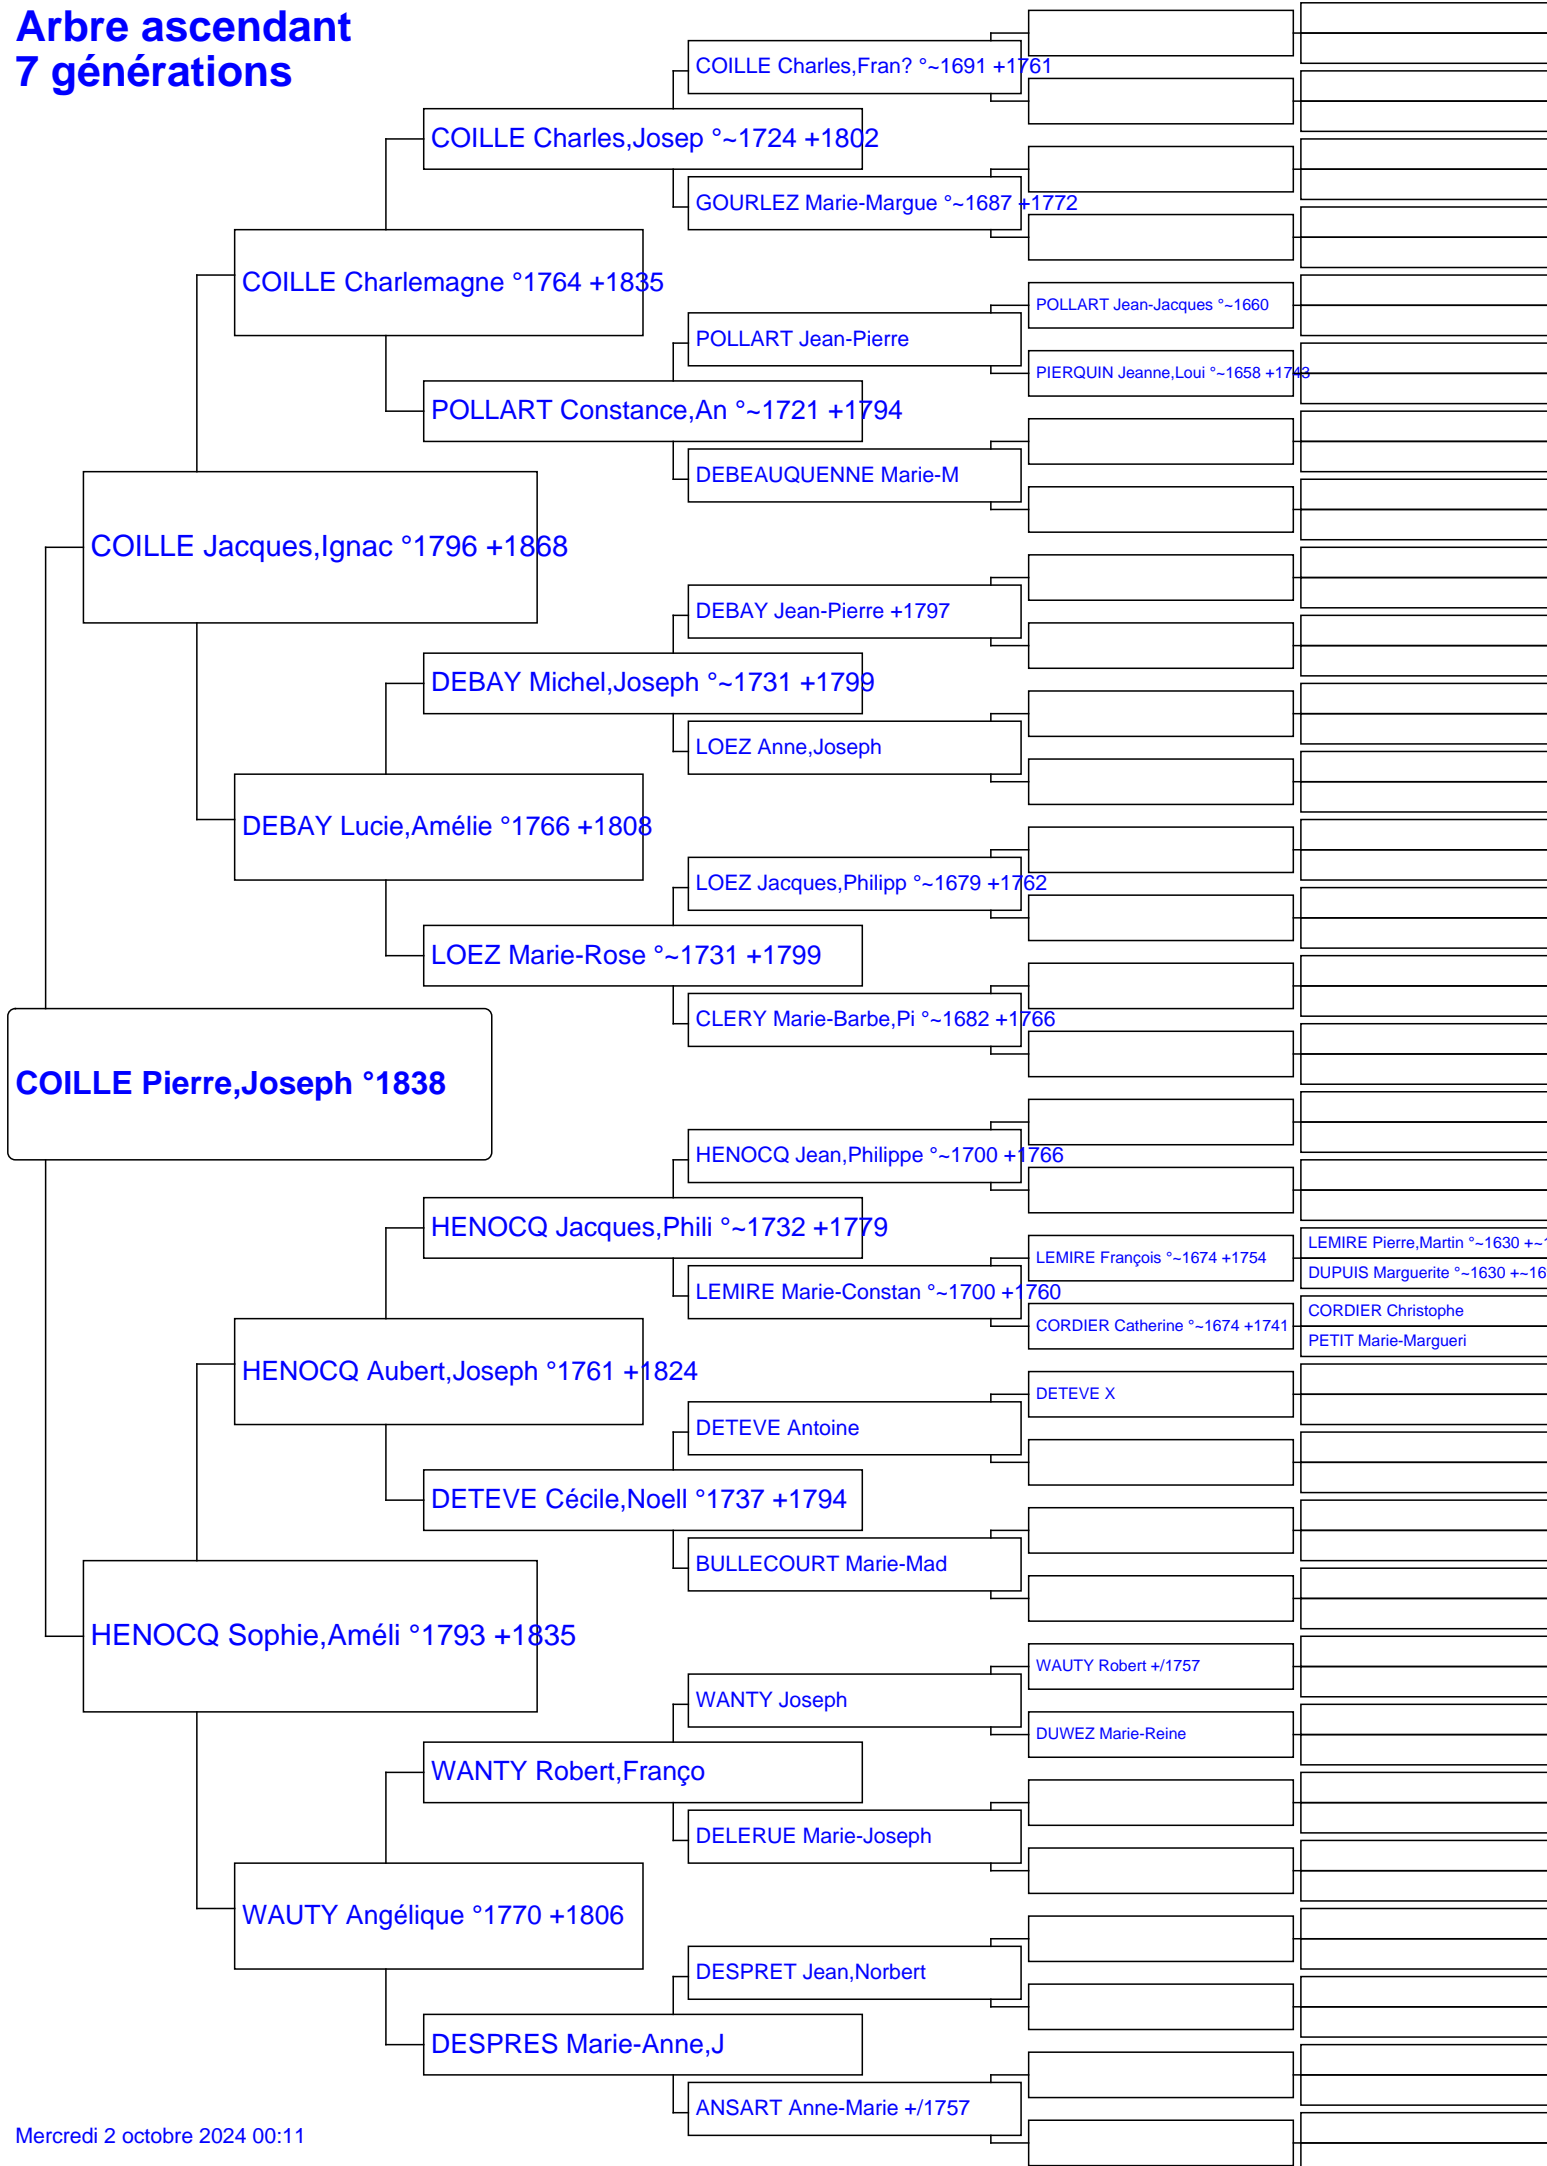 Arbre ascendant
7 générations
COILLE Charles,Fran? °~1691 +1761
COILLE Charles,Josep °~1724 +1802
GOURLEZ Marie-Margue °~1687 +1772
COILLE Charlemagne °1764 +1835
POLLART Jean-Jacques °~1660
POLLART Jean-Pierre
PIERQUIN Jeanne,Loui °~1658 +1743
POLLART Constance,An °~1721 +1794
DEBEAUQUENNE Marie-M
COILLE Jacques,Ignac °1796 +1868
DEBAY Jean-Pierre +1797
DEBAY Michel,Joseph °~1731 +1799
LOEZ Anne,Joseph
DEBAY Lucie,Amélie °1766 +1808
LOEZ Jacques,Philipp °~1679 +1762
LOEZ Marie-Rose °~1731 +1799
CLERY Marie-Barbe,Pi °~1682 +1766
COILLE Pierre,Joseph °1838
HENOCQ Jean,Philippe °~1700 +1766
HENOCQ Jacques,Phili °~1732 +1779
LEMIRE Pierre,Martin °~1630 +~1
LEMIRE François °~1674 +1754
DUPUIS Marguerite °~1630 +~16
LEMIRE Marie-Constan °~1700 +1760
CORDIER Christophe
CORDIER Catherine °~1674 +1741
PETIT Marie-Margueri
HENOCQ Aubert,Joseph °1761 +1824
DETEVE X
DETEVE Antoine
DETEVE Cécile,Noell °1737 +1794
BULLECOURT Marie-Mad
HENOCQ Sophie,Améli °1793 +1835
WAUTY Robert +/1757
WANTY Joseph
DUWEZ Marie-Reine
WANTY Robert,Franço
DELERUE Marie-Joseph
WAUTY Angélique °1770 +1806
DESPRET Jean,Norbert
DESPRES Marie-Anne,J
ANSART Anne-Marie +/1757
Mercredi 2 octobre 2024 00:11